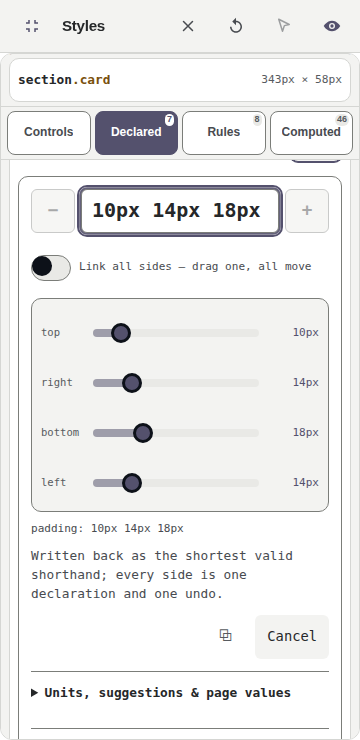 Styles
section.card 343px × 58px
Controls Declared 7 Rules 8 Computed 46
− 10px 14px 18px +
Link all sides — drag one, all move
top 10px
right 14px
bottom 18px
left 14px
padding: 10px 14px 18px
Written back as the shortest valid
shorthand; every side is one
declaration and one undo.
Cancel
Units, suggestions & page values